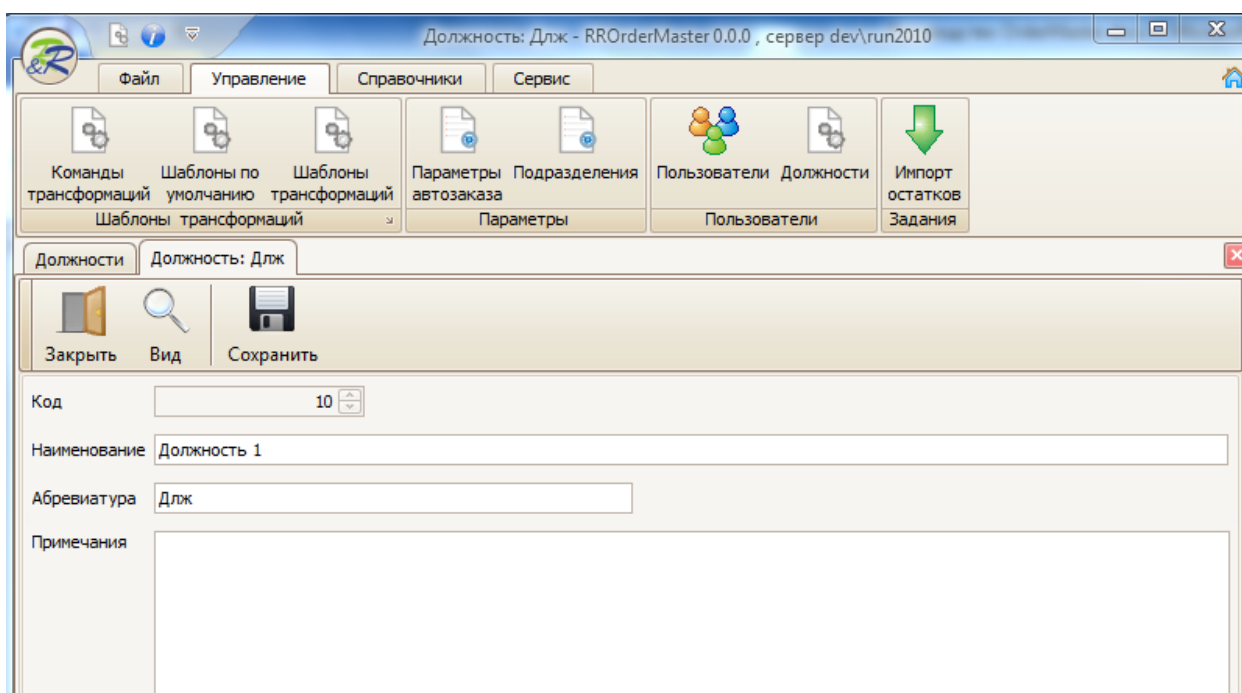 Должность: Длж - RROrderMaster 0.0.0 , сервер dev\run2010
R
&R
Файл Управление Справочники Сервис
Команды трансформаций Шаблоны по умолчанию Шаблоны трансформаций Параметры автозаказа Подразделения Пользователи Должности Импорт остатков
Шаблоны трансформаций Параметры Пользователи Задания
Должности Должность: Длж
Закрыть Вид Сохранить
Код 10
Наименование Должность 1
Абревиатура Длж
Примечания